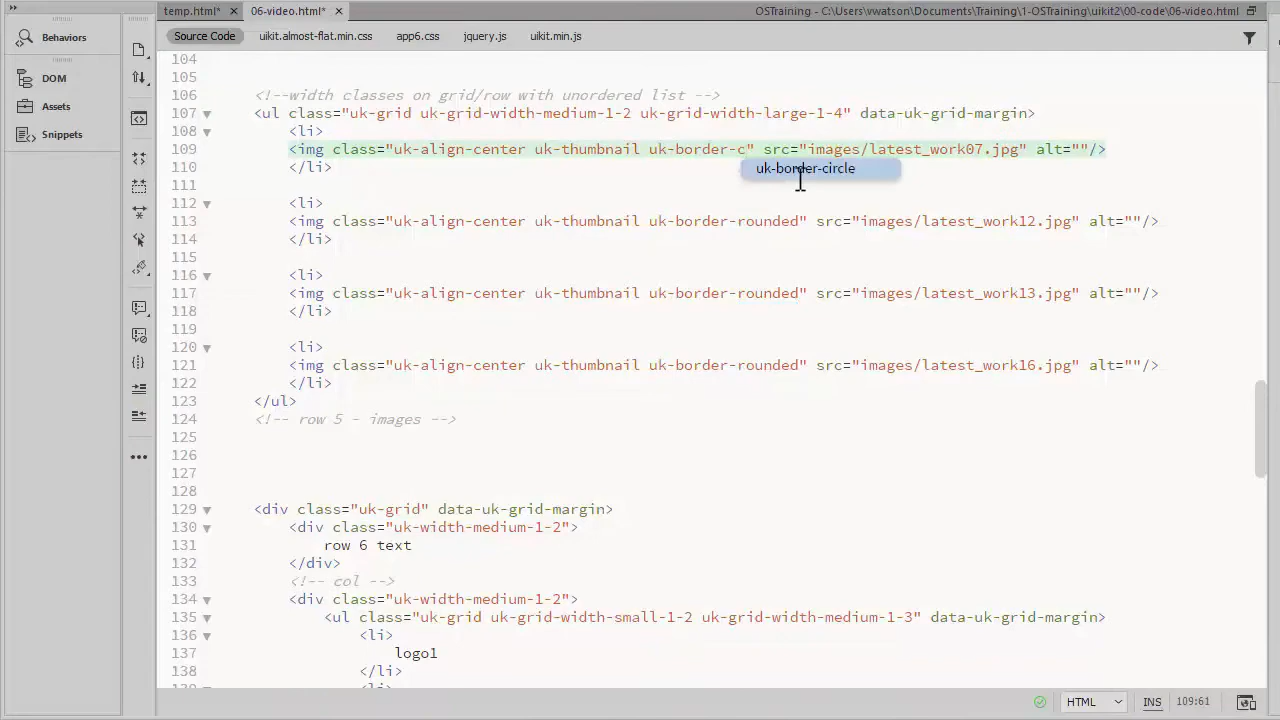 temp.html* × 06-video.html* × OSTraining - C:\Users\vwatson\Documents\Training\1-OSTraining\uikit2\00-code\06-video.html
Source Code uikit.almost-flat.min.css app6.css jquery.js uikit.min.js
Behaviors
DOM
Assets
Snippets
104
105
106 <!--width classes on grid/row with unordered list -->
107 <ul class="uk-grid uk-grid-width-medium-1-2 uk-grid-width-large-1-4" data-uk-grid-margin>
108 <li>
109 <img class="uk-align-center uk-thumbnail uk-border-c" src="images/latest_work07.jpg" alt=""/>
uk-border-circle
110 </li>
111
112 <li>
113 <img class="uk-align-center uk-thumbnail uk-border-rounded" src="images/latest_work12.jpg" alt=""/>
114 </li>
115
116 <li>
117 <img class="uk-align-center uk-thumbnail uk-border-rounded" src="images/latest_work13.jpg" alt=""/>
118 </li>
119
120 <li>
121 <img class="uk-align-center uk-thumbnail uk-border-rounded" src="images/latest_work16.jpg" alt=""/>
122 </li>
123 </ul>
124 <!-- row 5 - images -->
125
126
127
128
129 <div class="uk-grid" data-uk-grid-margin>
130 <div class="uk-width-medium-1-2">
131 row 6 text
132 </div>
133 <!-- col -->
134 <div class="uk-width-medium-1-2">
135 <ul class="uk-grid uk-grid-width-small-1-2 uk-grid-width-medium-1-3" data-uk-grid-margin>
136 <li>
137 logo1
138 </li>
139 <li>
HTML INS 109:61